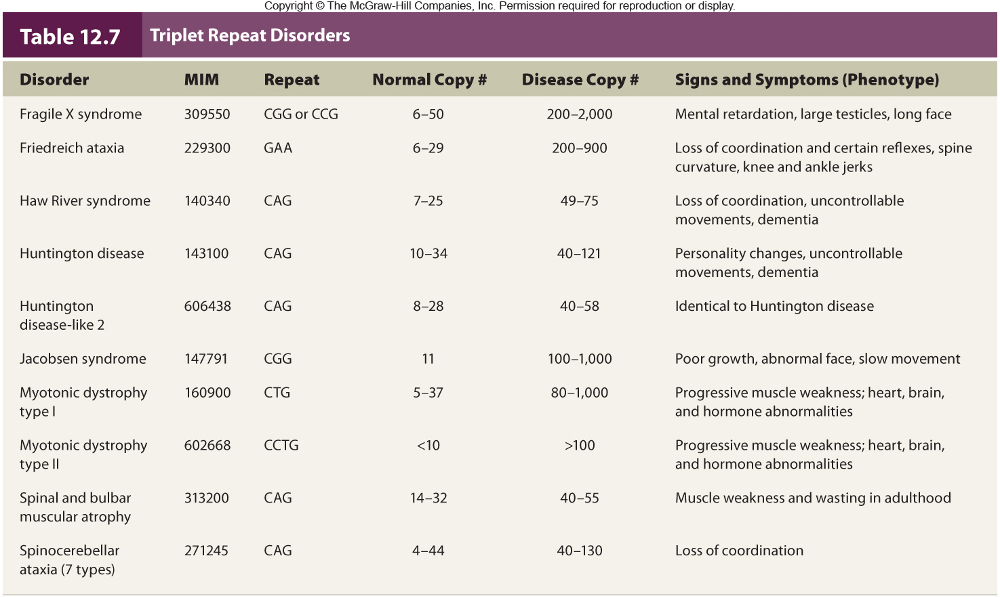 Copyright © The McGraw-Hill Companies, Inc. Permission required for reproduction or display.
Table 12.7 Triplet Repeat Disorders
Disorder MIM Repeat Normal Copy # Disease Copy # Signs and Symptoms (Phenotype)
Fragile X syndrome 309550 CGG or CCG 6–50 200–2,000 Mental retardation, large testicles, long face
Friedreich ataxia 229300 GAA 6–29 200–900 Loss of coordination and certain reflexes, spine
curvature, knee and ankle jerks
Haw River syndrome 140340 CAG 7–25 49–75 Loss of coordination, uncontrollable
movements, dementia
Huntington disease 143100 CAG 10–34 40–121 Personality changes, uncontrollable
movements, dementia
Huntington 606438 CAG 8–28 40–58 Identical to Huntington disease
disease-like 2
Jacobsen syndrome 147791 CGG 11 100–1,000 Poor growth, abnormal face, slow movement
Myotonic dystrophy 160900 CTG 5–37 80–1,000 Progressive muscle weakness; heart, brain,
type I and hormone abnormalities
Myotonic dystrophy 602668 CCTG <10 >100 Progressive muscle weakness; heart, brain,
type II and hormone abnormalities
Spinal and bulbar 313200 CAG 14–32 40–55 Muscle weakness and wasting in adulthood
muscular atrophy
Spinocerebellar 271245 CAG 4–44 40–130 Loss of coordination
ataxia (7 types)